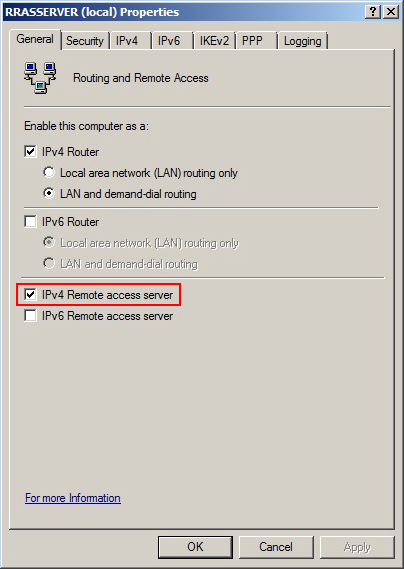 RRASSERVER (local) Properties
General Security IPv4 IPv6 IKEv2 PPP Logging
Routing and Remote Access
Enable this computer as a:
IPv4 Router
Local area network (LAN) routing only
LAN and demand-dial routing
IPv6 Router
Local area network (LAN) routing only
LAN and demand-dial routing
IPv4 Remote access server
IPv6 Remote access server
For more Information
OK Cancel Apply